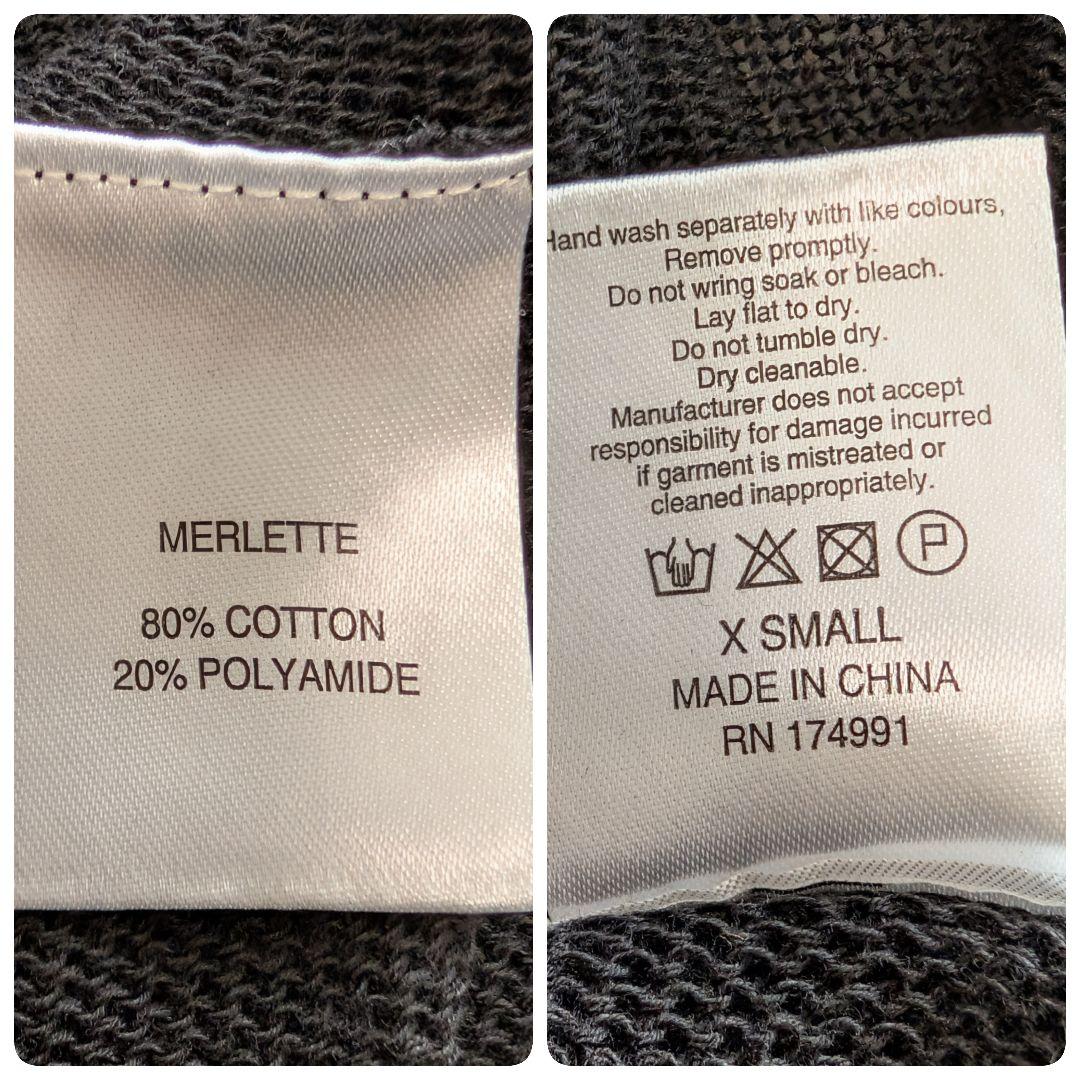 MERLETTE
80% COTTON
20% POLYAMIDE
Hand wash separately with like colours,
Remove promptly.
Do not wring soak or bleach.
Lay flat to dry.
Do not tumble dry.
Dry cleanable.
Manufacturer does not accept
responsibility for damage incurred
if garment is mistreated or
cleaned inappropriately.
P
X SMALL
MADE IN CHINA
RN 174991